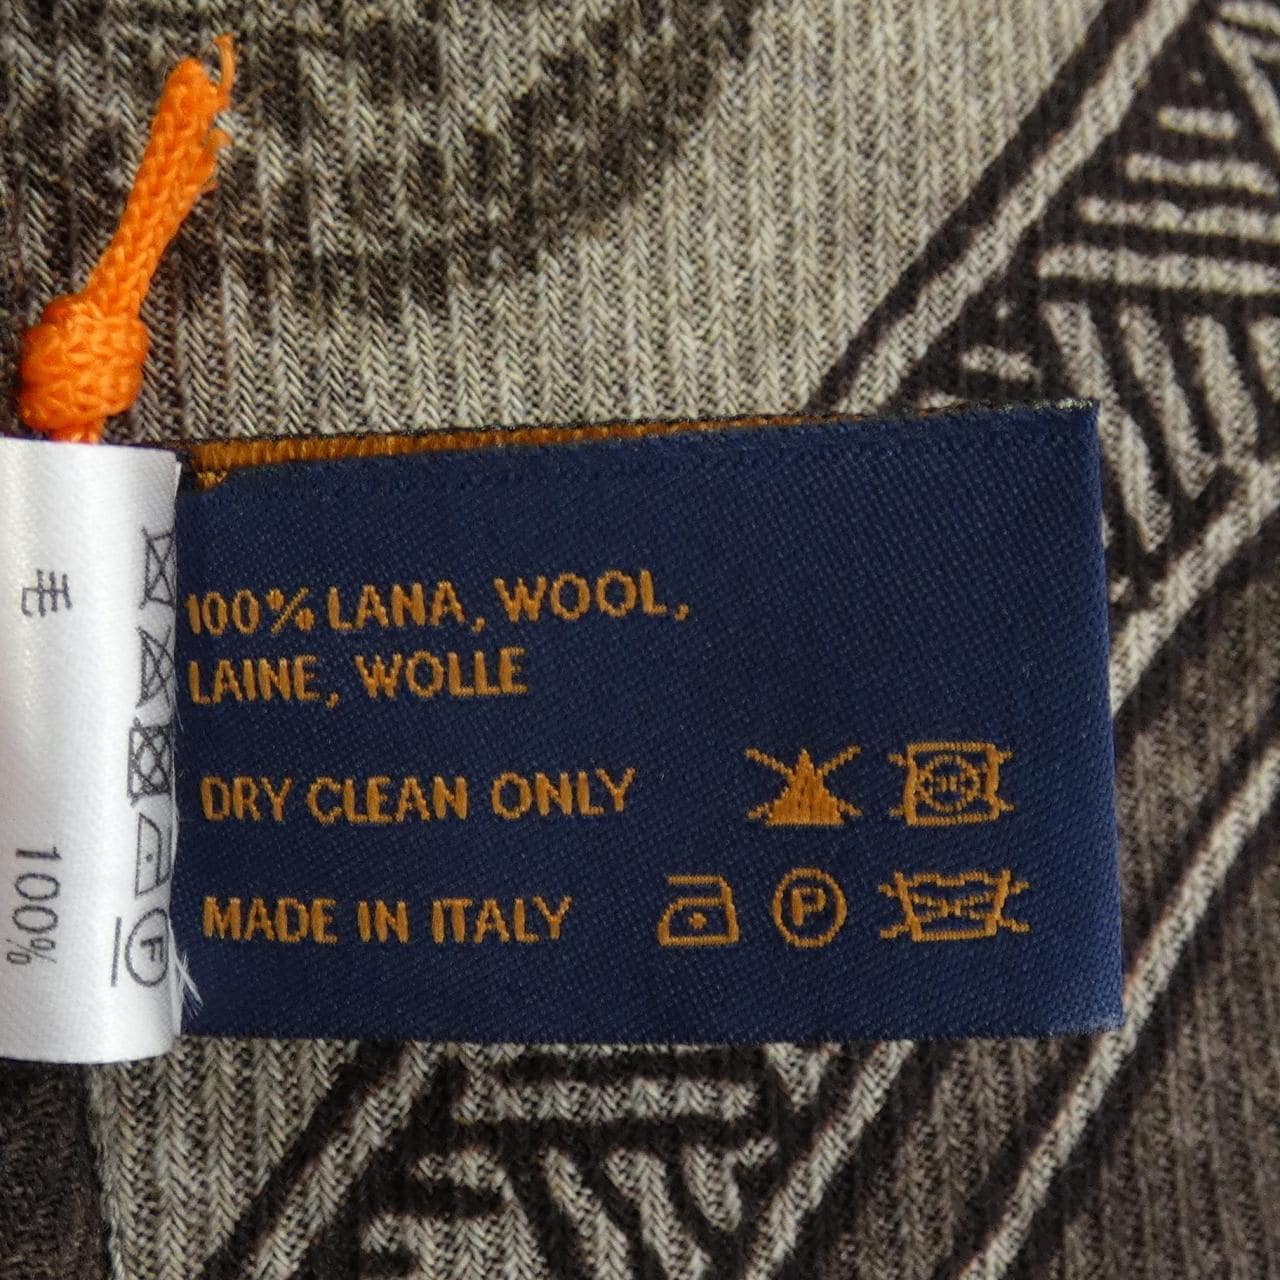 100% LANA, WOOL,
LAINE, WOLLE
DRY CLEAN ONLY
MADE IN ITALY
P
毛
100%
F